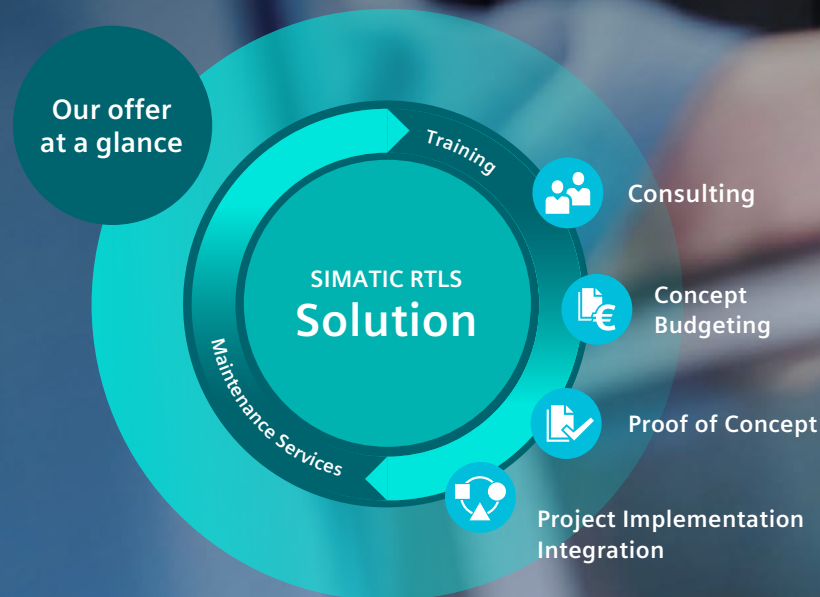 Our offer
at a glance
Training
Consulting
SIMATIC RTLS
Solution
Concept
Budgeting
Maintenance Services
Proof of Concept
Project Implementation
Integration